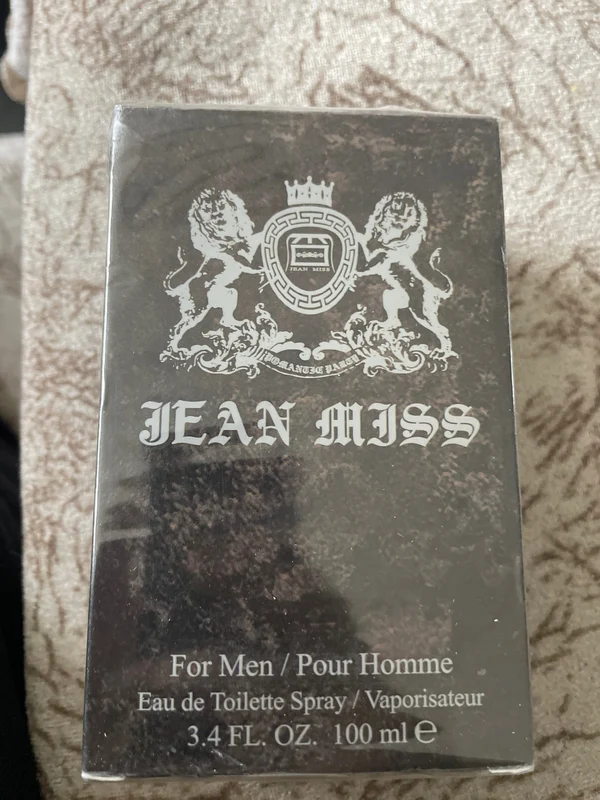 JEAN MISS
ROMANTIC PARTY
JEAN MISS
For Men / Pour Homme
Eau de Toilette Spray / Vaporisateur
3.4 FL. OZ. 100 ml ℮